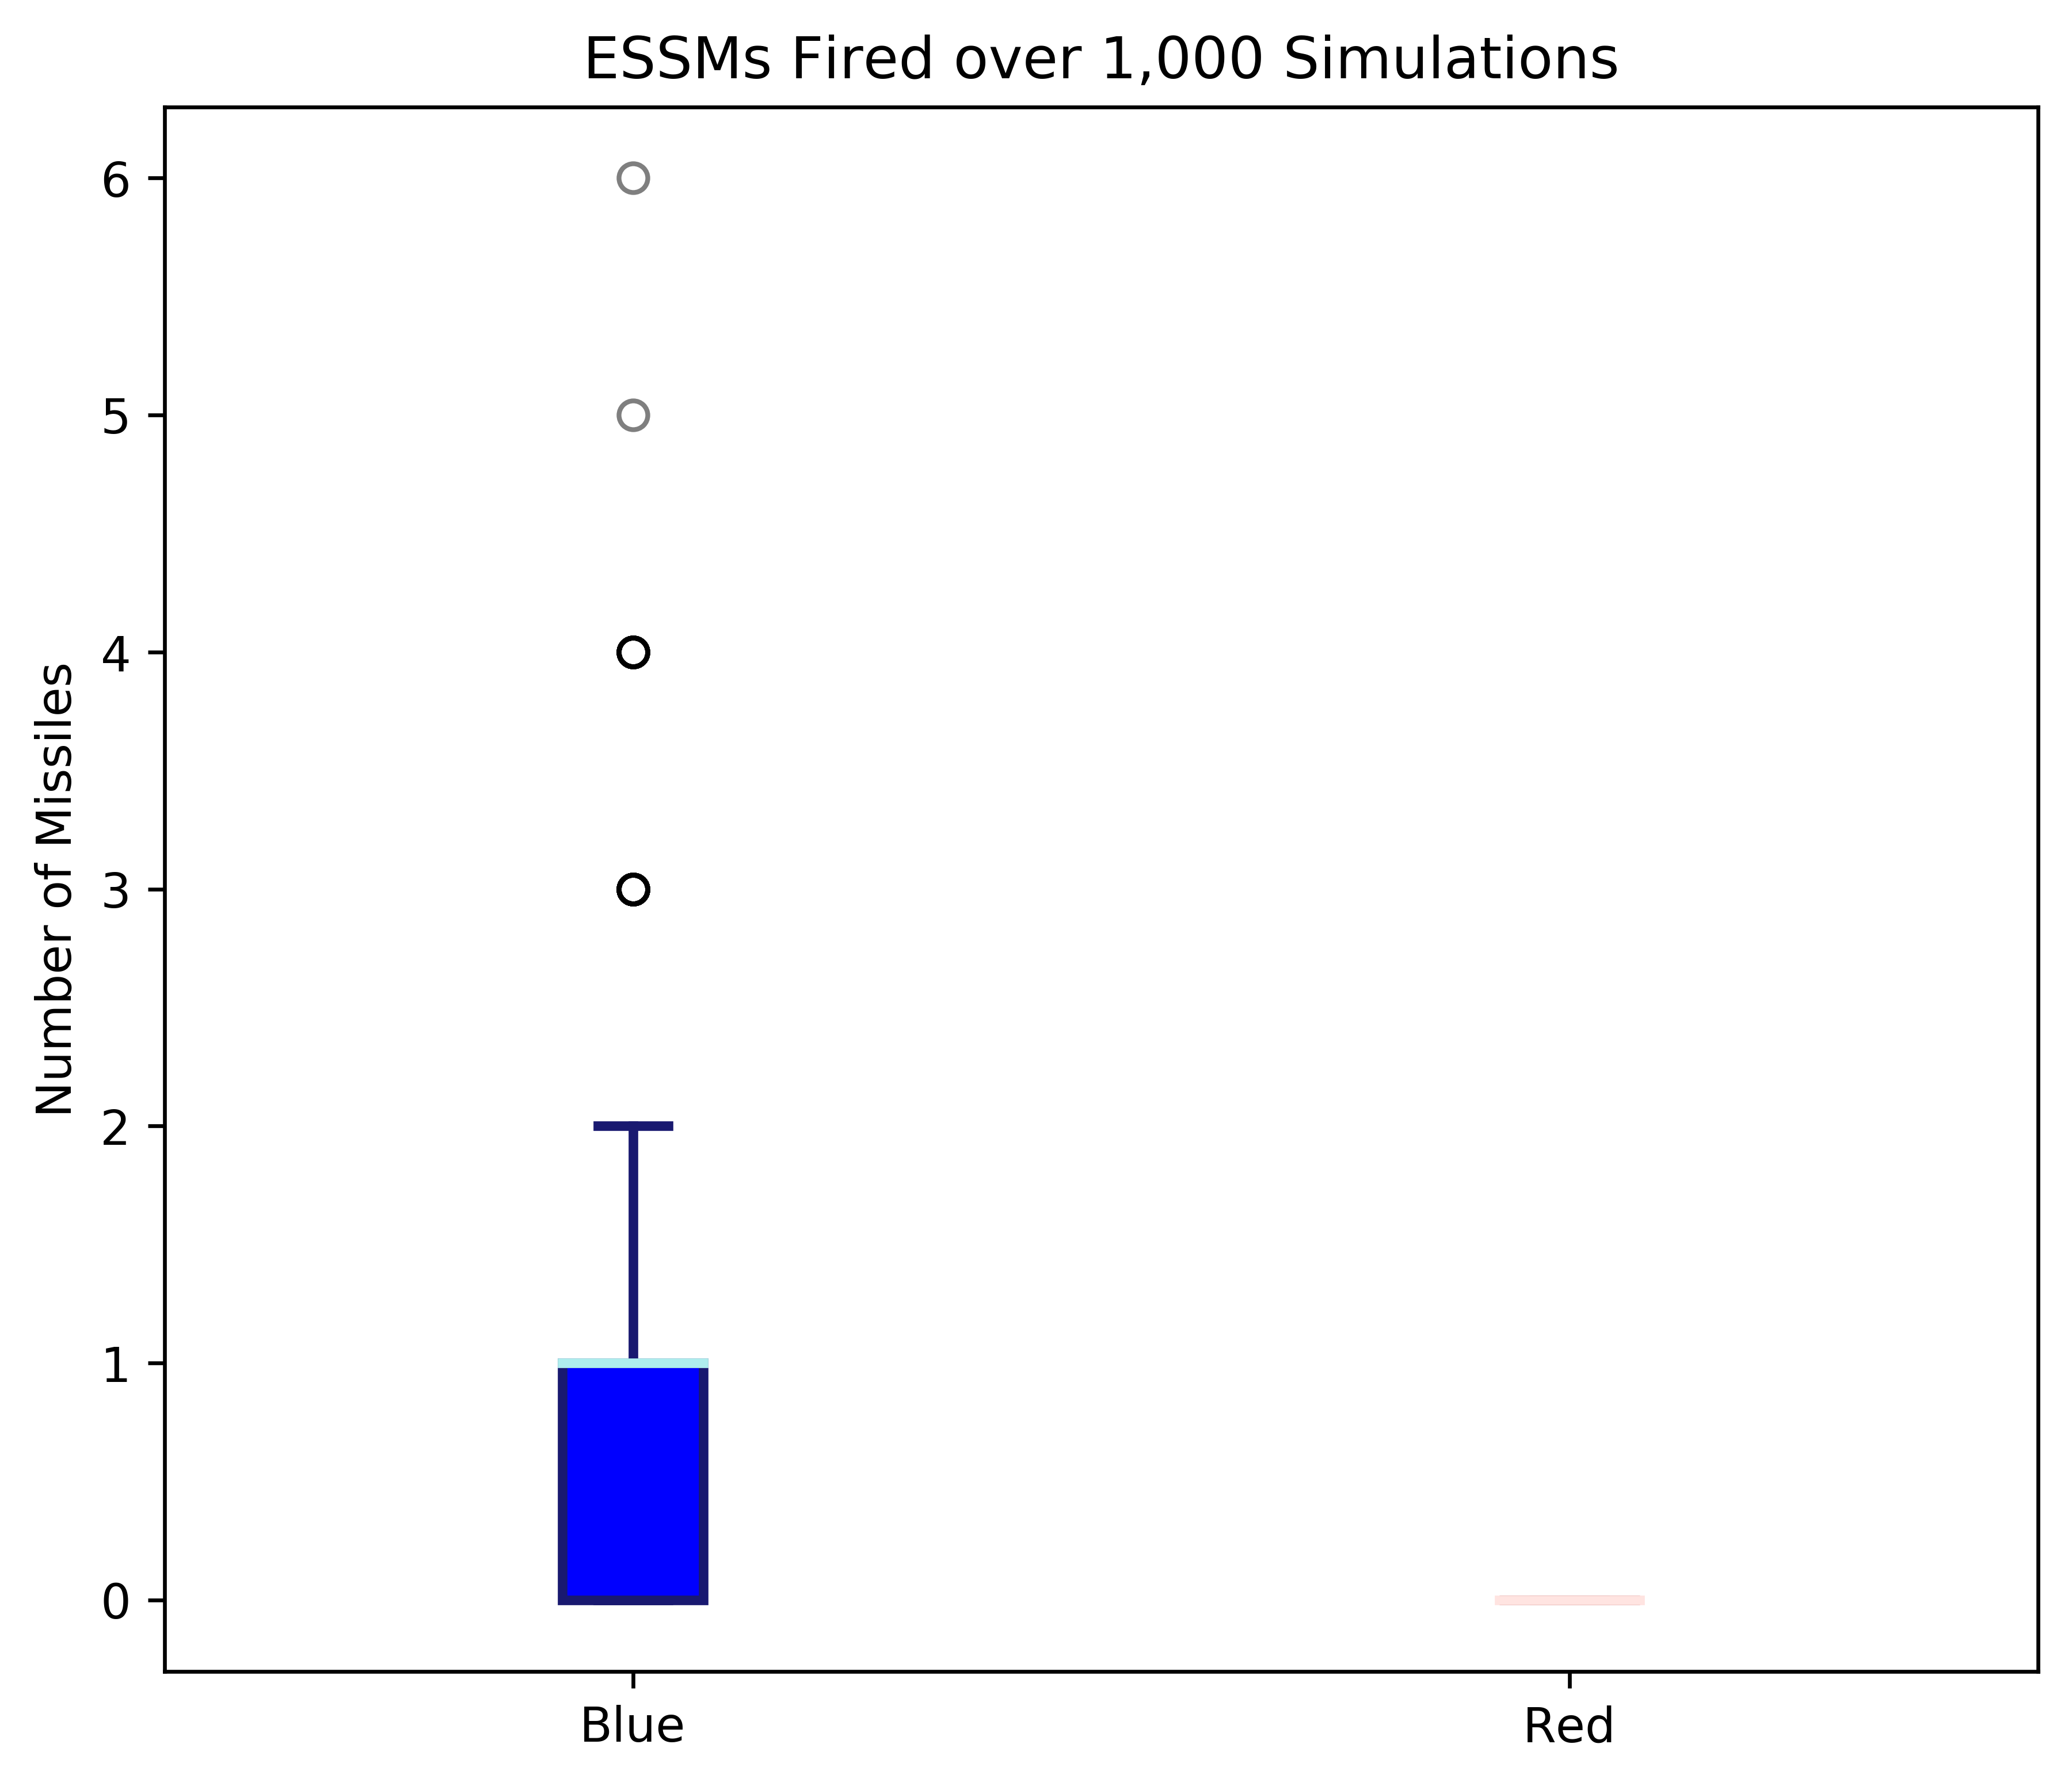 ESSMs Fired over 1,000 Simulations
Number of Missiles
6
5
4
3
2
1
0
Blue
Red